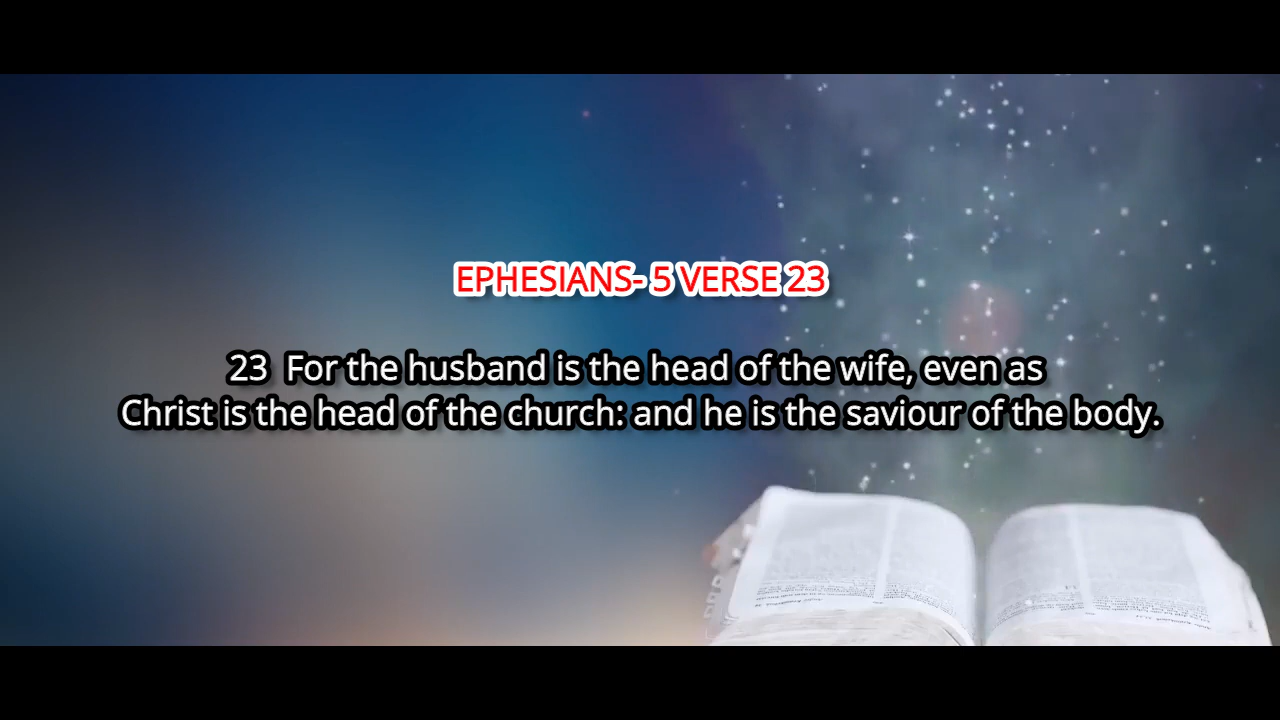 EPHESIANS- 5 VERSE 23
23  For the husband is the head of the wife, even as
Christ is the head of the church: and he is the saviour of the body.